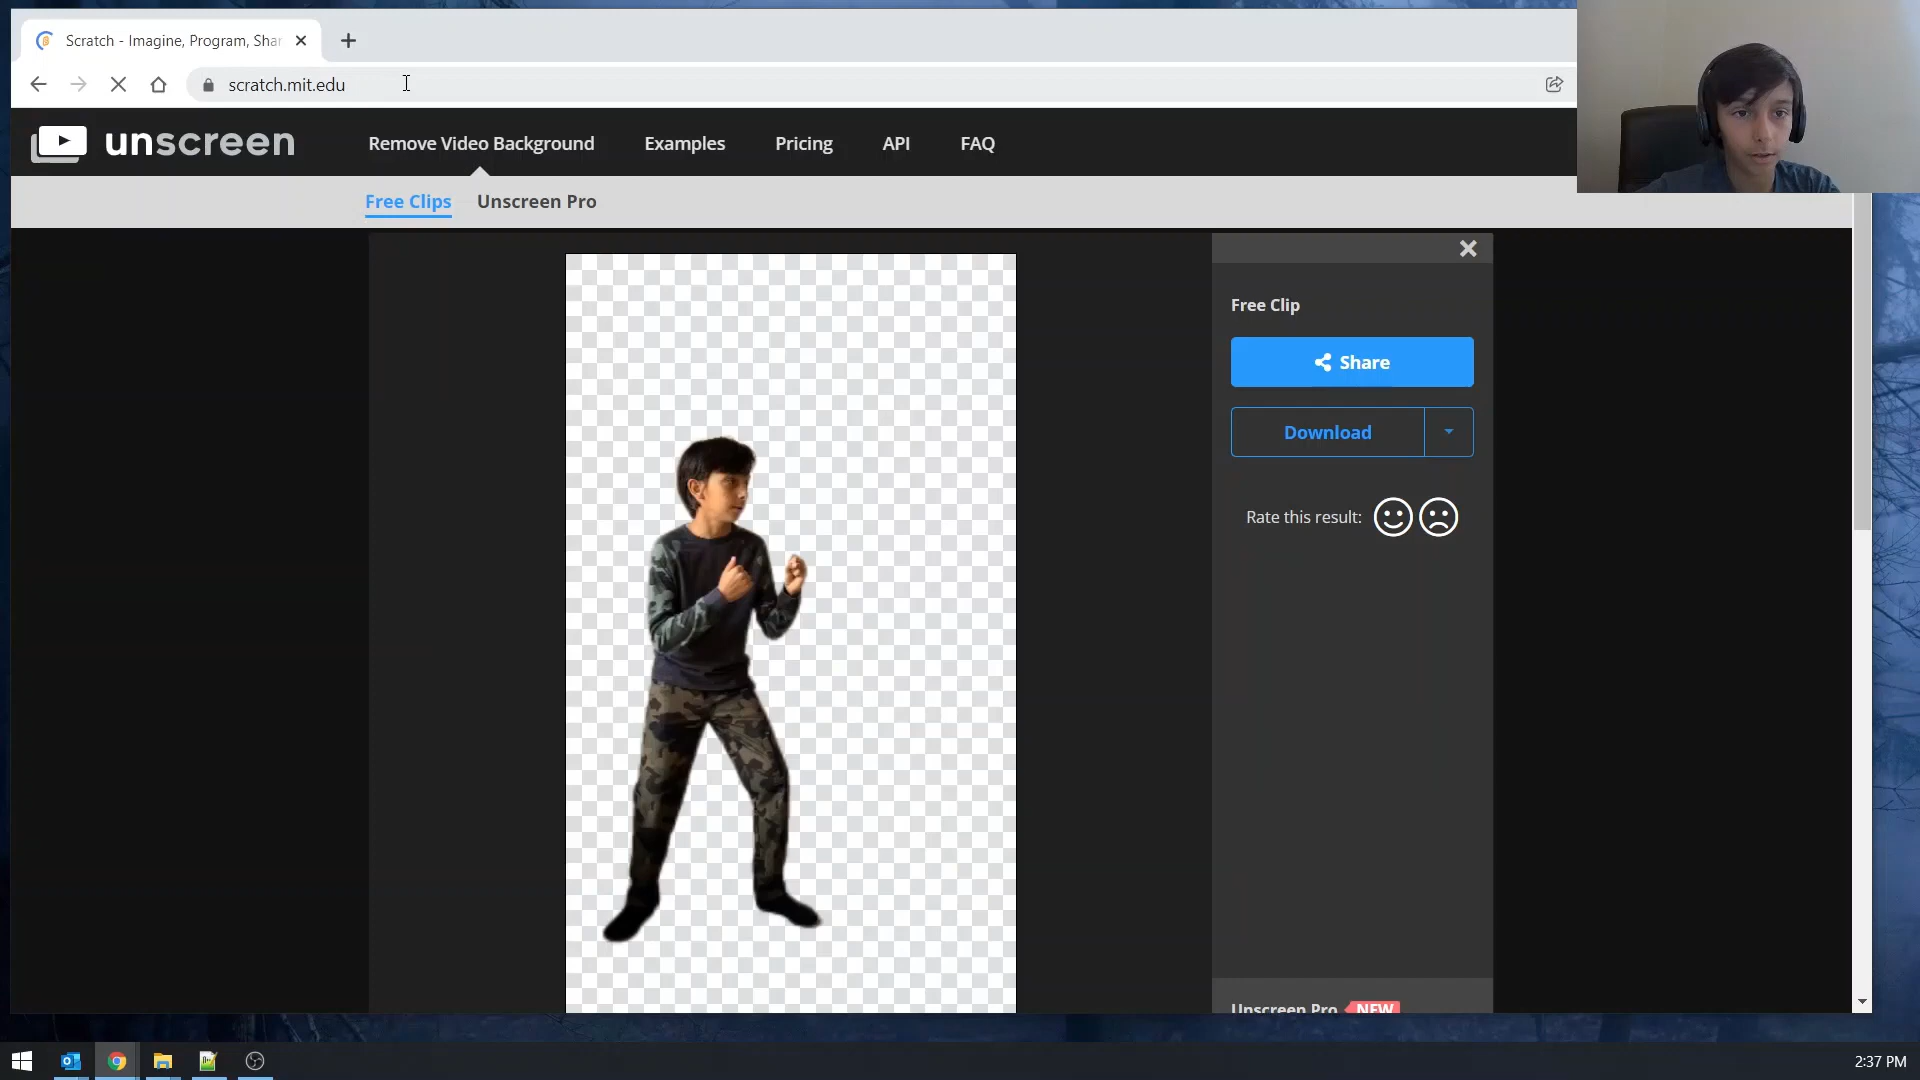 Scratch - Imagine, Program, Shar
scratch.mit.edu
unscreen
Remove Video Background
Examples
Pricing
API
FAQ
Free Clips
Unscreen Pro
Free Clip
Share
Download
Rate this result:
Unscreen Pro NEW
2:37 PM